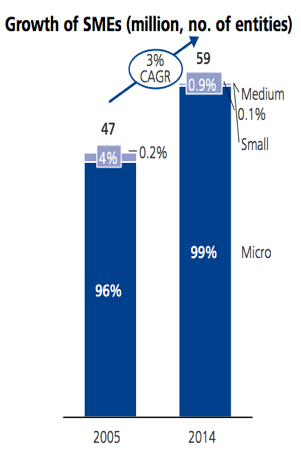 Growth of SMEs (million, no. of entities)
3%
CAGR
59
0.9%
Medium
0.1%
Small
47
4%
0.2%
99%
Micro
96%
2005
2014